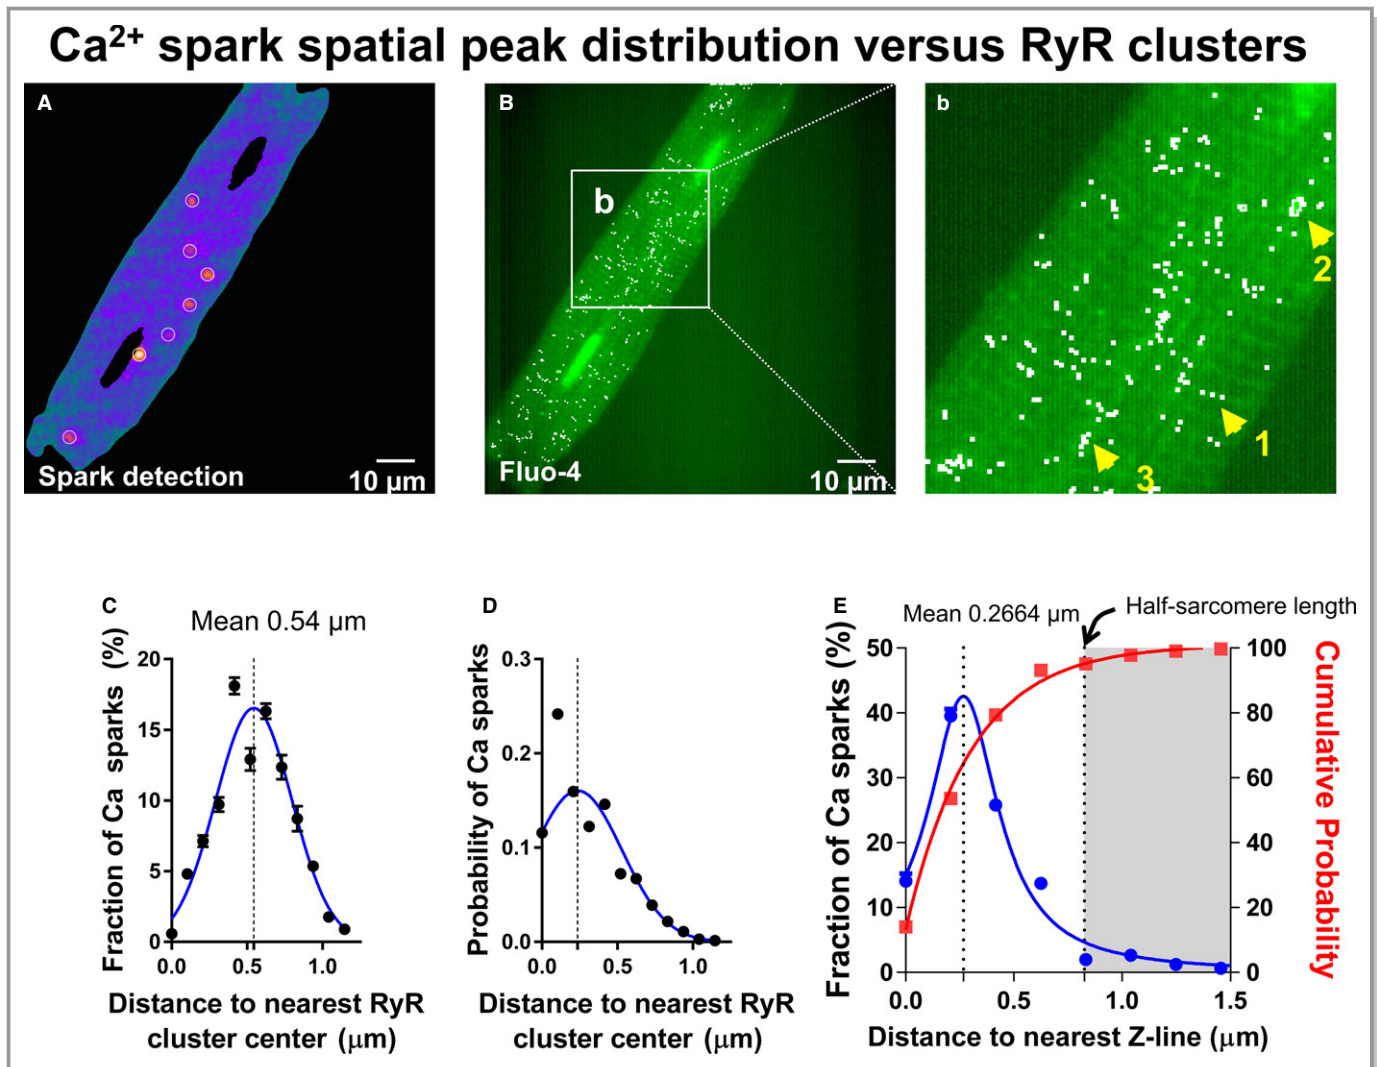 Ca²⁺ spark spatial peak distribution versus RyR clusters
A
Spark detection
10 µm
B
b
Fluo-4
10 µm
b
2
1
3
C
Mean 0.54 µm
Fraction of Ca sparks (%)
20
15
10
5
0
0.0 0.5 1.0
Distance to nearest RyR
cluster center (µm)
D
Probability of Ca sparks
0.3
0.2
0.1
0.0
0.0 0.5 1.0
Distance to nearest RyR
cluster center (µm)
E
Mean 0.2664 µm
Half-sarcomere length
Fraction of Ca sparks (%)
50
40
30
20
10
0
100
80
60
40
20
0
Cumulative Probability
0.0 0.5 1.0 1.5
Distance to nearest Z-line (µm)